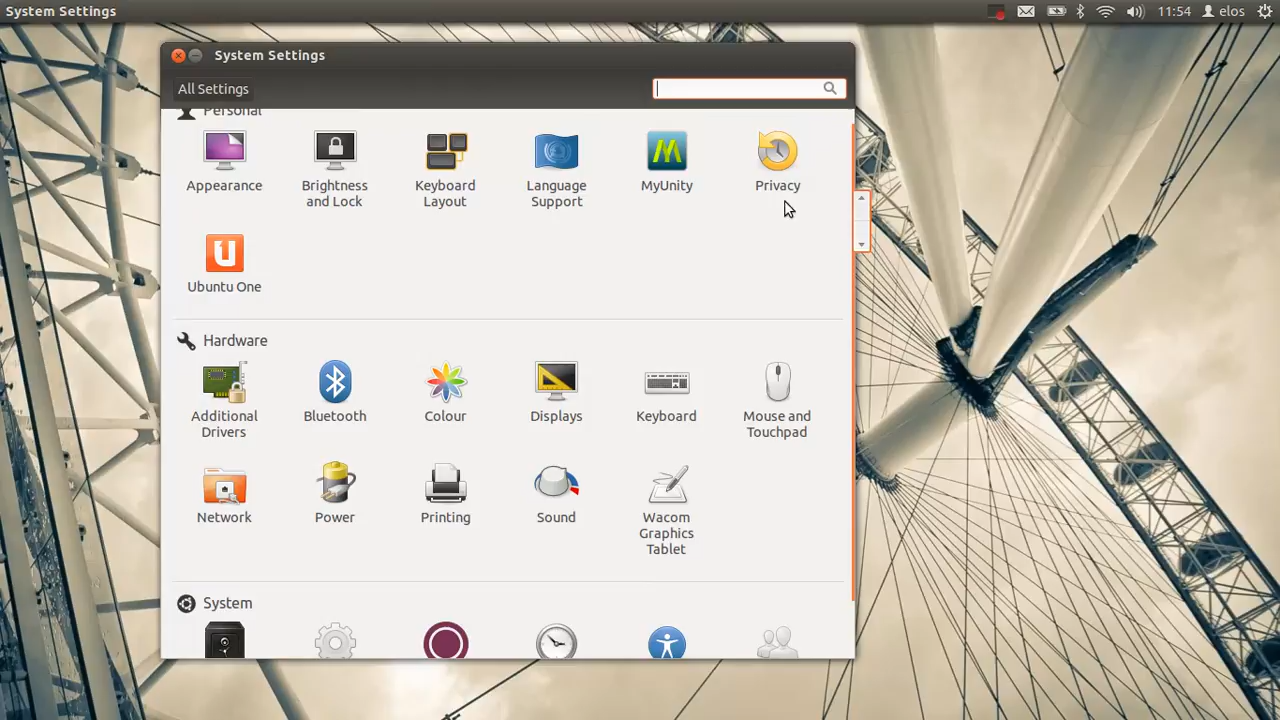 System Settings
11:54 elos
System Settings
All Settings
Personal
Appearance
Brightness
and Lock
Keyboard
Layout
Language
Support
MyUnity
Privacy
Ubuntu One
Hardware
Additional
Drivers
Bluetooth
Colour
Displays
Keyboard
Mouse and
Touchpad
Network
Power
Printing
Sound
Wacom
Graphics
Tablet
System